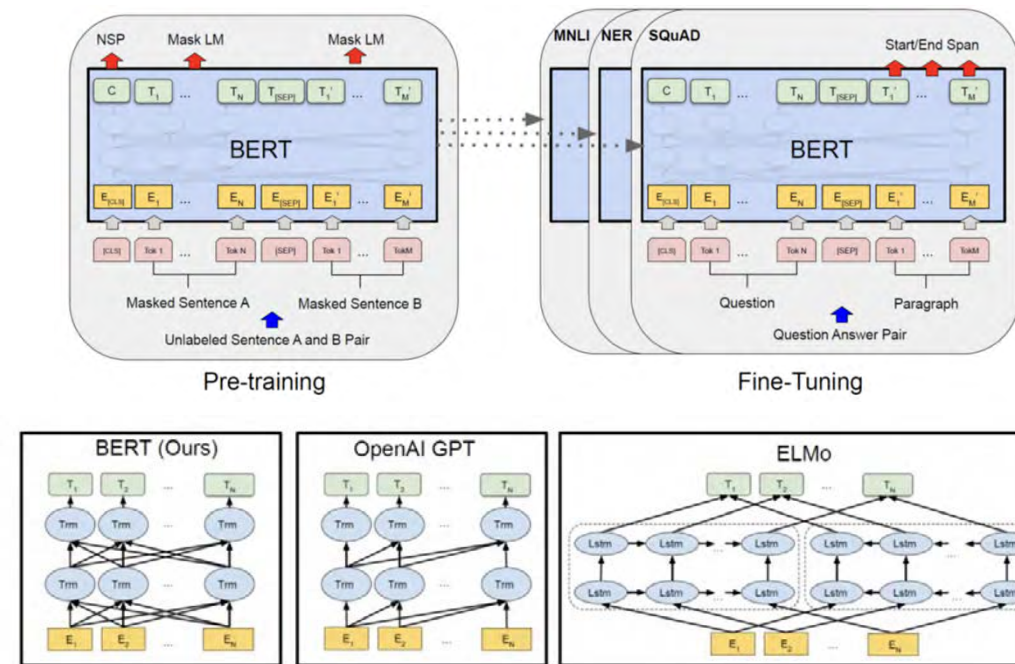 NSP Mask LM Mask LM
C T1 ... TN T[SEP] T1' ... TM'
BERT
E[CLS] E1 ... EN E[SEP] E1' ... EM'
[CLS] Tok 1 ... Tok N [SEP] Tok 1 ... TokM
Masked Sentence A Masked Sentence B
Unlabeled Sentence A and B Pair
Pre-training
MNLI NER SQuAD
Start/End Span
C T1 ... TN T[SEP] T1' ... TM'
BERT
E[CLS] E1 ... EN E[SEP] E1' ... EM'
[CLS] Tok 1 ... Tok N [SEP] Tok 1 ... TokM
Question Paragraph
Question Answer Pair
Fine-Tuning
BERT (Ours)
T1 T2 ... TN
Trm Trm ... Trm
Trm Trm ... Trm
E1 E2 ... EN
OpenAI GPT
T1 T2 ... TN
Trm Trm ... Trm
Trm Trm ... Trm
E1 E2 ... EN
ELMo
T1 T2 ... TN
Lstm Lstm ... Lstm Lstm Lstm ... Lstm
Lstm Lstm ... Lstm Lstm Lstm ... Lstm
E1 E2 ... EN